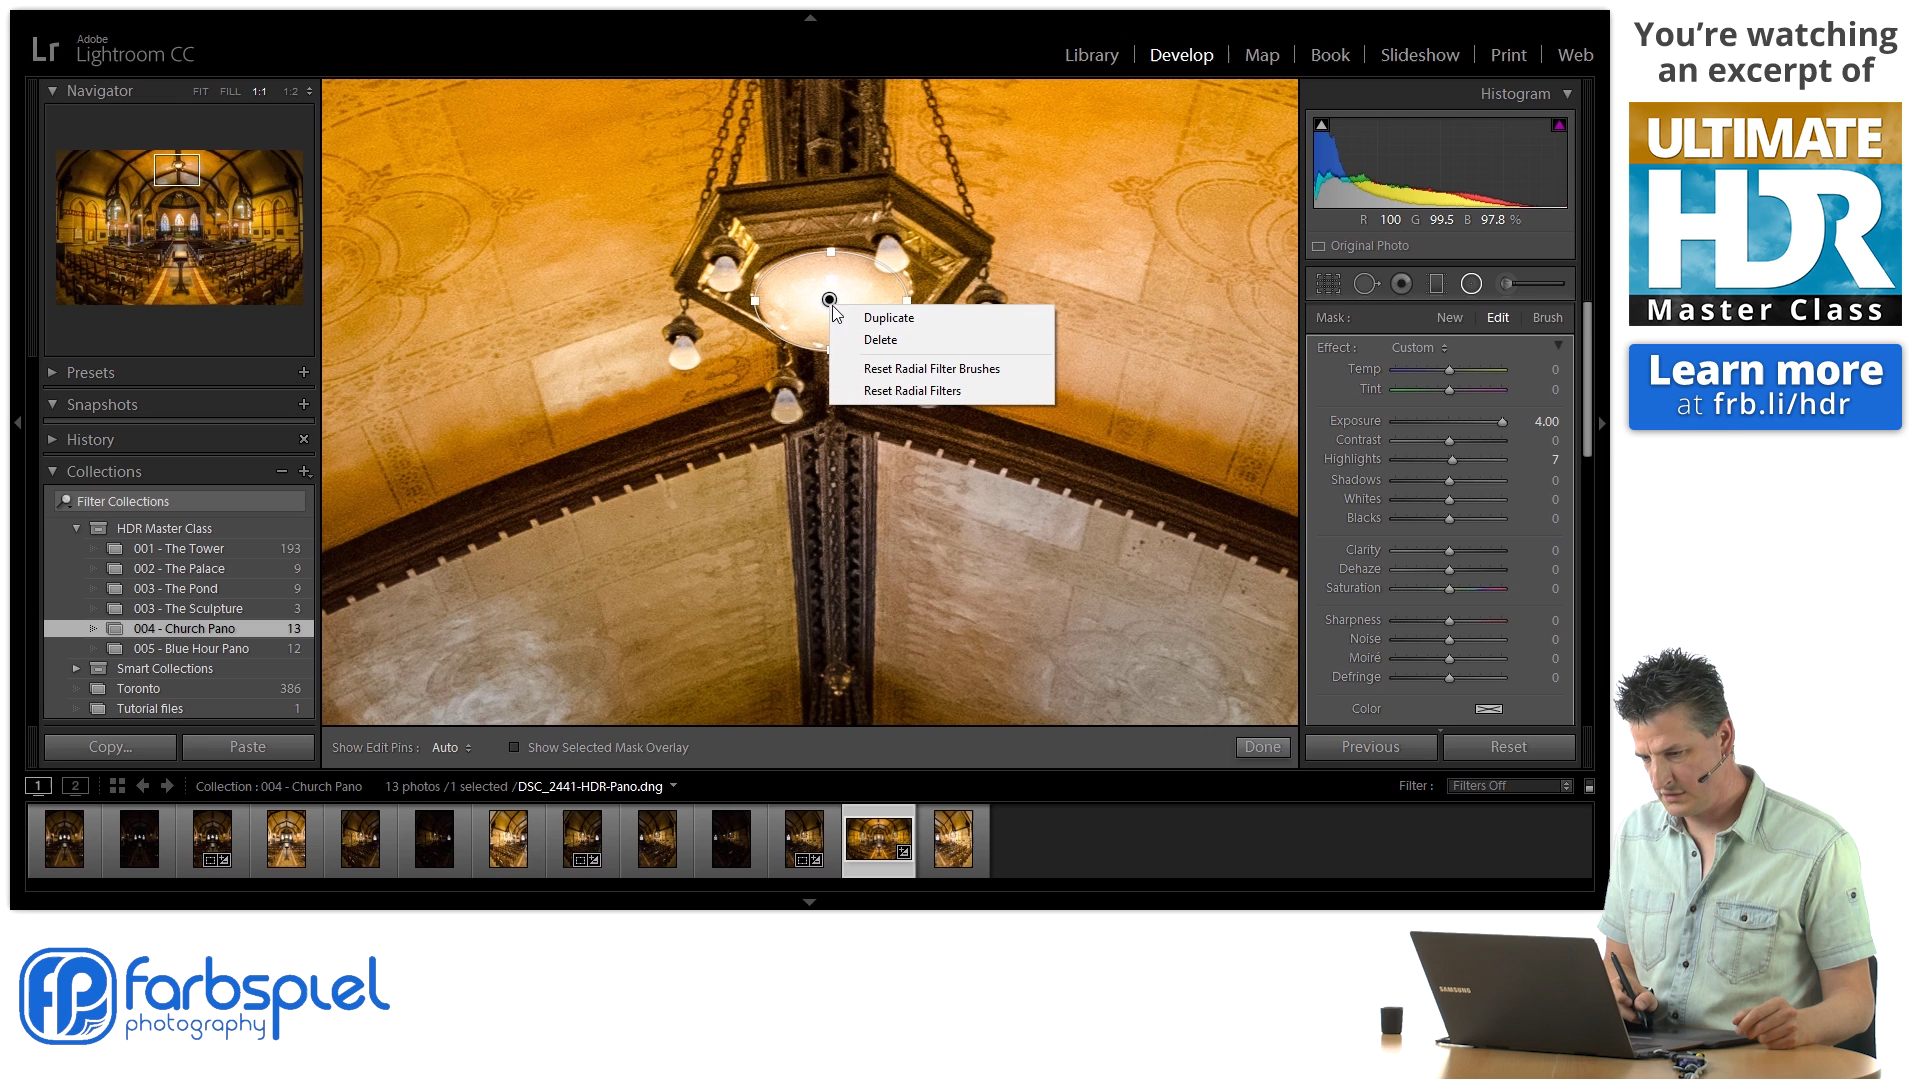 You're watching
an excerpt of
ULTIMATE
HDR
Master Class
Learn more
at frb.li/hdr
Lr
Adobe
Lightroom CC
Library
Develop
Map
Book
Slideshow
Print
Web
Navigator FIT FILL 1:1 1:2
Presets
Snapshots
History
Collections
Filter Collections
HDR Master Class
001 - The Tower 193
002 - The Palace 9
003 - The Pond 9
003 - The Sculpture 3
004 - Church Pano 13
005 - Blue Hour Pano 12
Smart Collections
Toronto 386
Tutorial files 1
Copy...
Paste
Duplicate
Delete
Reset Radial Filter Brushes
Reset Radial Filters
Show Edit Pins : Auto
Show Selected Mask Overlay
Done
Histogram
R 100 G 99.5 B 97.8 %
Original Photo
Mask : New Edit Brush
Effect : Custom
Temp 0
Tint 0
Exposure 4.00
Contrast 0
Highlights 7
Shadows 0
Whites 0
Blacks 0
Clarity 0
Dehaze 0
Saturation 0
Sharpness 0
Noise 0
Moiré 0
Defringe 0
Color
Previous
Reset
1
2
Collection : 004 - Church Pano
13 photos /1 selected /DSC_2441-HDR-Pano.dng
Filter : Filters Off
fp
farbspiel
photography
SAMSUNG